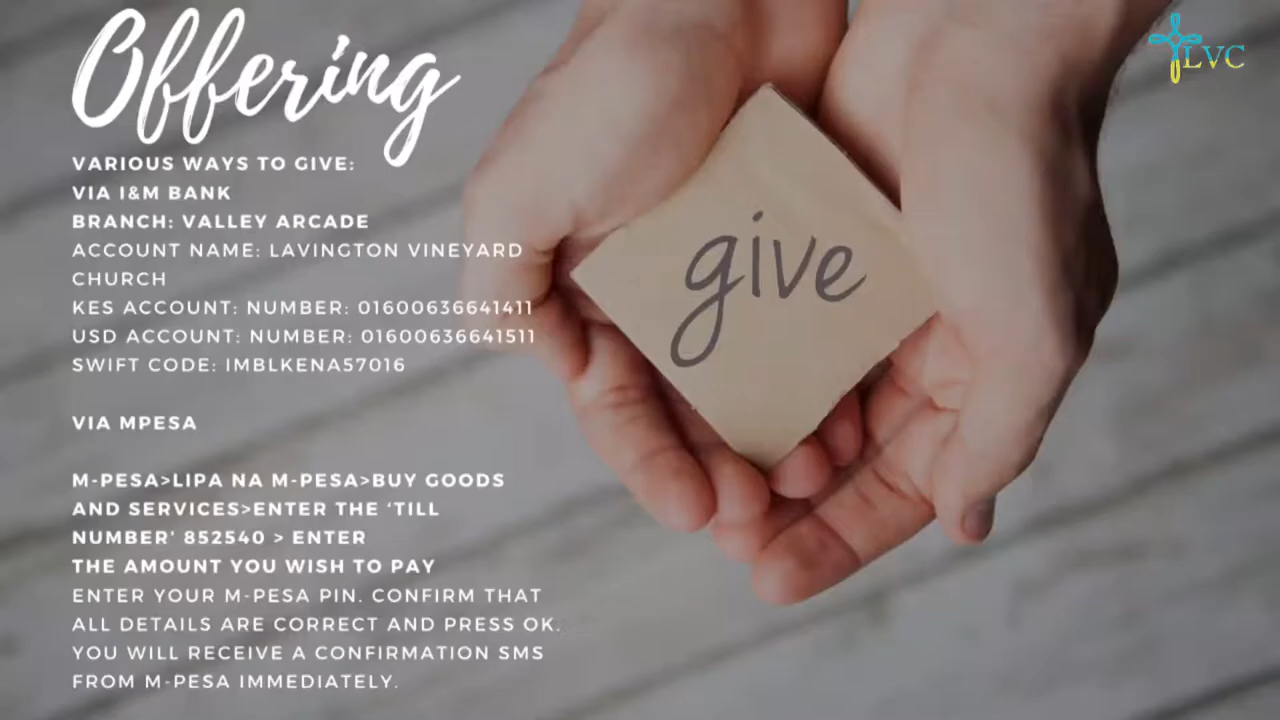 Offering
VARIOUS WAYS TO GIVE:
VIA I&M BANK
BRANCH: VALLEY ARCADE
ACCOUNT NAME: LAVINGTON VINEYARD
CHURCH
KES ACCOUNT: NUMBER: 01600636641411
USD ACCOUNT: NUMBER: 01600636641511
SWIFT CODE: IMBLKENA57016
VIA MPESA
M-PESA>LIPA NA M-PESA>BUY GOODS
AND SERVICES>ENTER THE ‘TILL
NUMBER’ 852540 > ENTER
THE AMOUNT YOU WISH TO PAY
ENTER YOUR M-PESA PIN. CONFIRM THAT
ALL DETAILS ARE CORRECT AND PRESS OK.
YOU WILL RECEIVE A CONFIRMATION SMS
FROM M-PESA IMMEDIATELY.
give
LVC